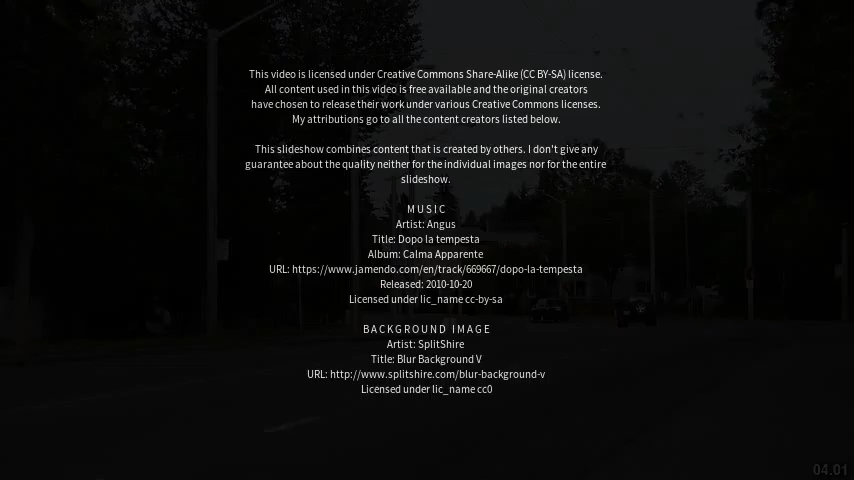 This video is licensed under Creative Commons Share-Alike (CC BY-SA) license.
All content used in this video is free available and the original creators
have chosen to release their work under various Creative Commons licenses.
My attributions go to all the content creators listed below.
This slideshow combines content that is created by others. I don't give any
guarantee about the quality neither for the individual images nor for the entire
slideshow.
MUSIC
Artist: Angus
Title: Dopo la tempesta
Album: Calma Apparente
URL: https://www.jamendo.com/en/track/669667/dopo-la-tempesta
Released: 2010-10-20
Licensed under lic_name cc-by-sa
BACKGROUND IMAGE
Artist: SplitShire
Title: Blur Background V
URL: http://www.splitshire.com/blur-background-v
Licensed under lic_name cc0
04.01